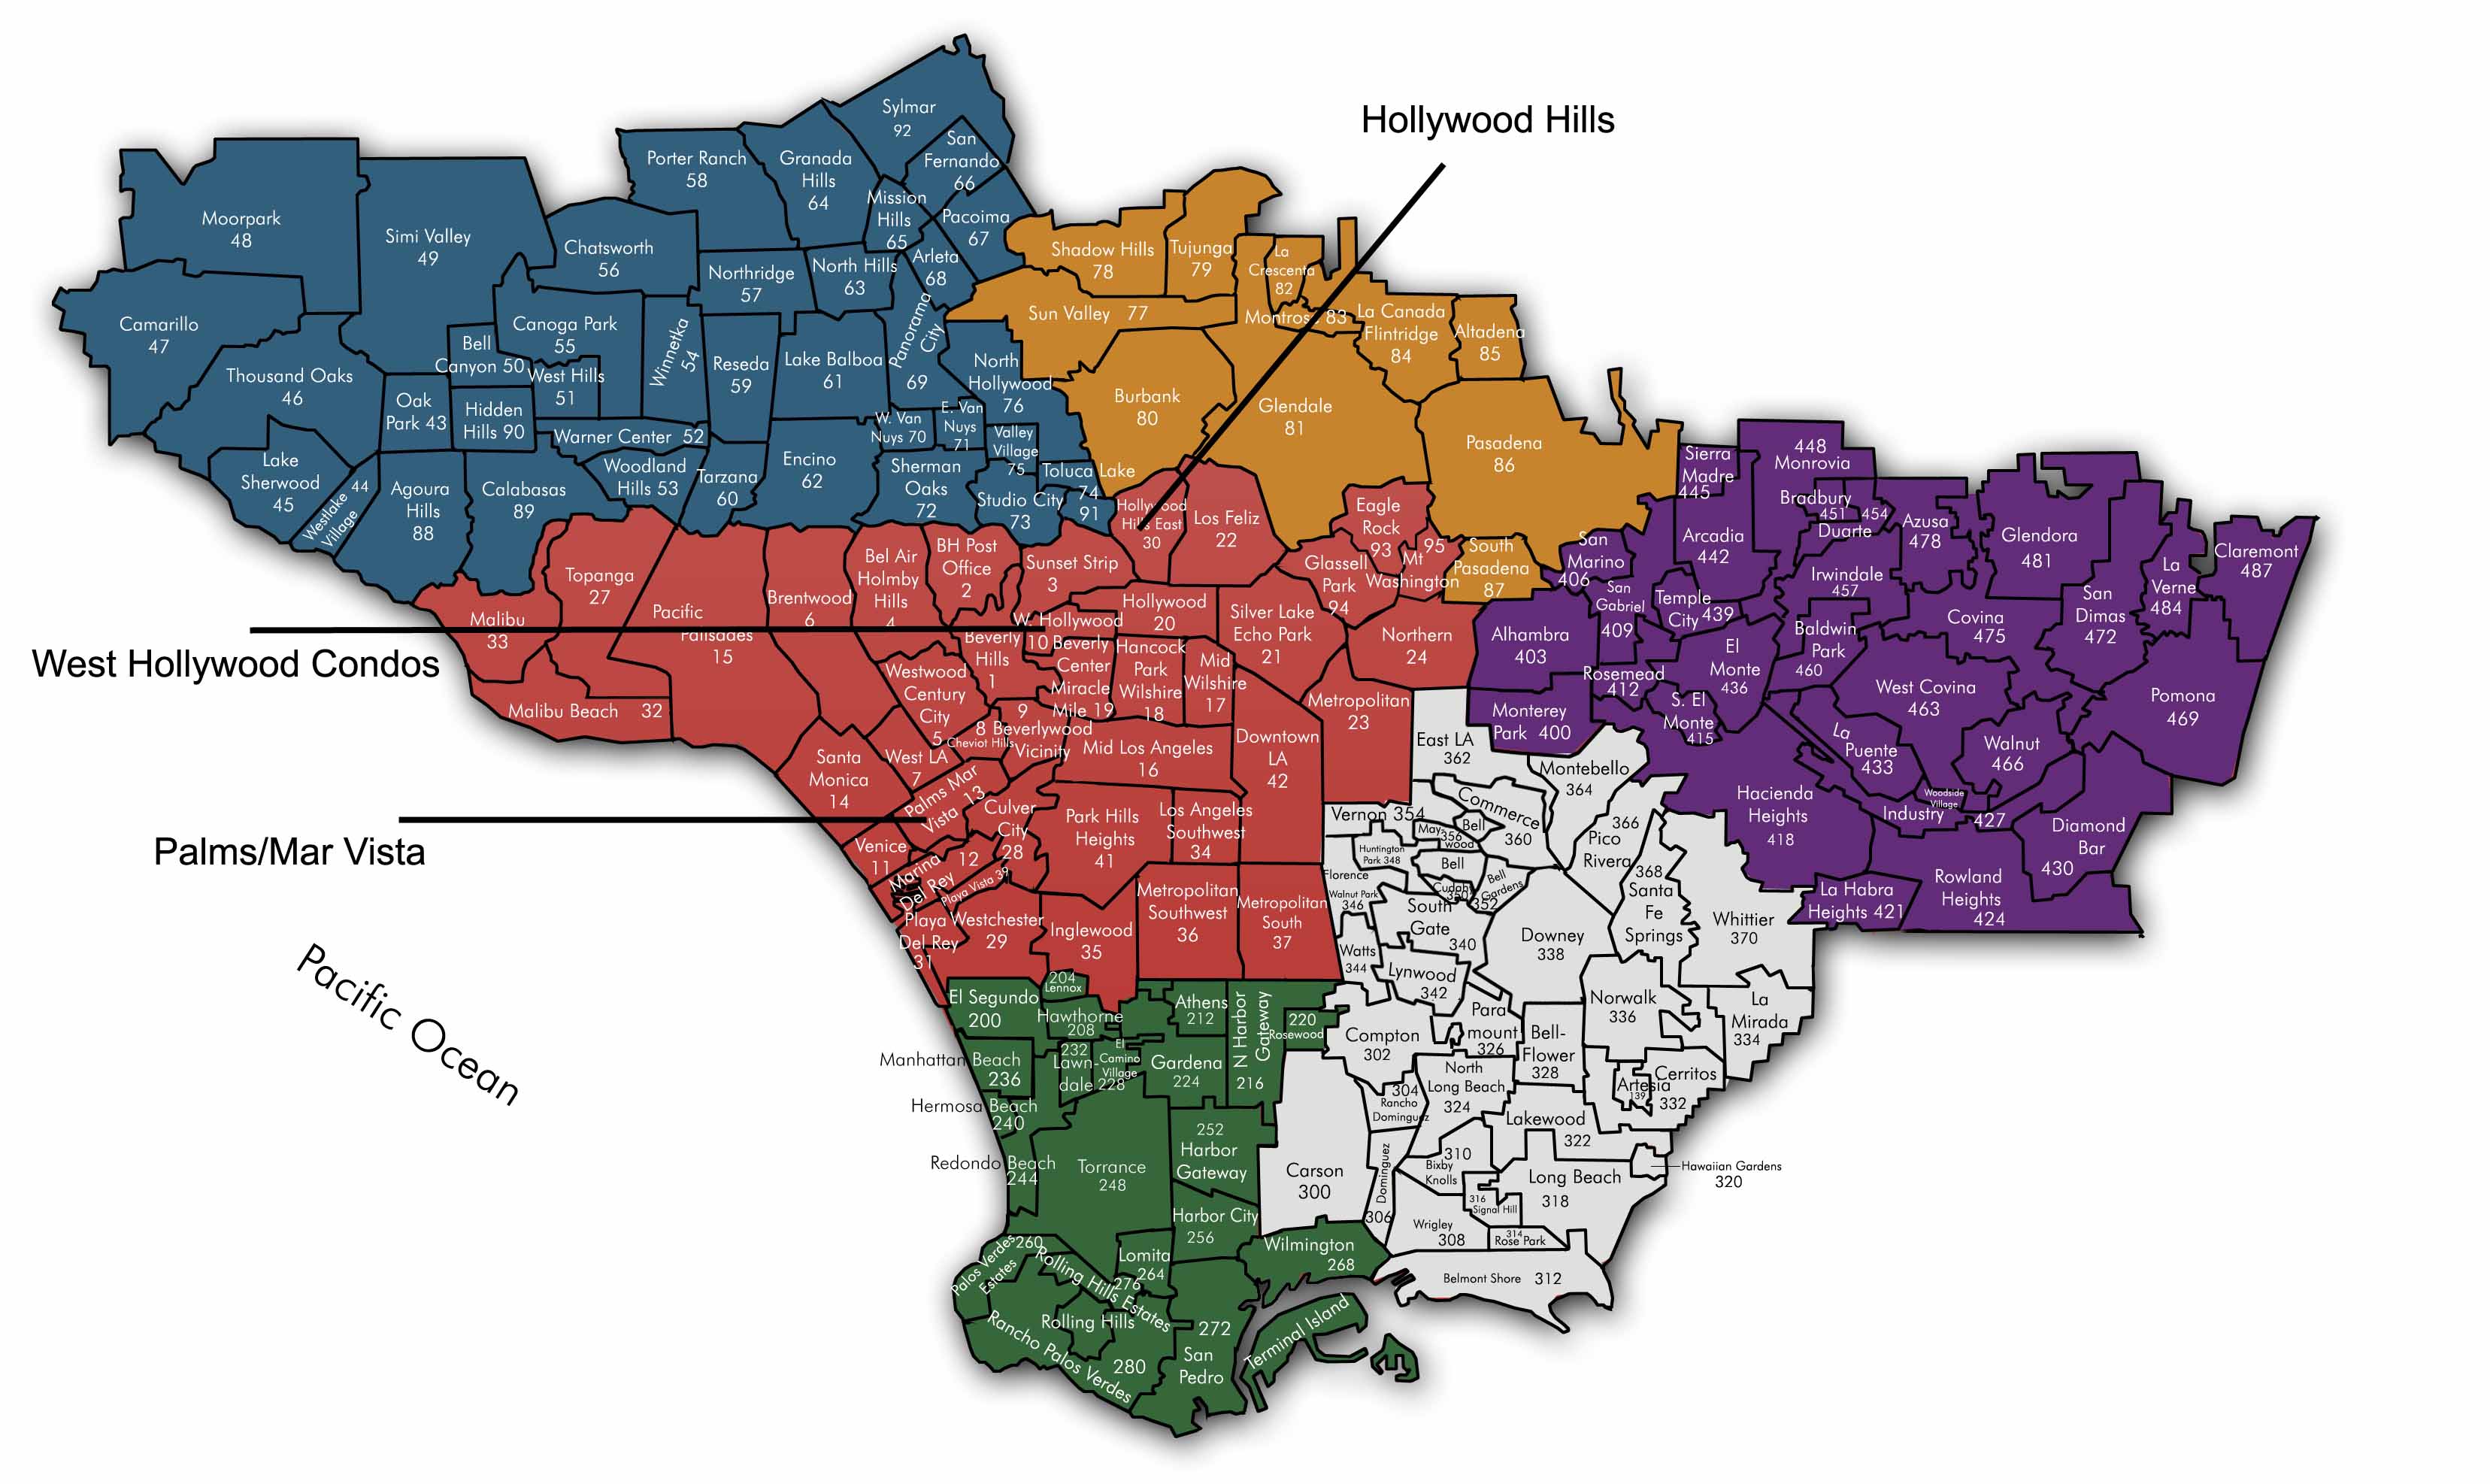 Hollywood Hills
West Hollywood Condos
Palms/Mar Vista
Pacific Ocean
Sylmar
92
San
Fernando
66
Porter Ranch
58
Granada
Hills
64
Mission
Hills
65
Pacoima
67
Moorpark
48
Simi Valley
49
Chatsworth
56
Northridge
57
North Hills
63
Arleta
68
Camarillo
47
Canoga Park
55
Winnetka
54
Bell
Canyon 50
West Hills
51
Reseda
59
Lake Balboa
61
Panorama
City
69
North
Hollywood
76
Thousand Oaks
46
Oak
Park 43
Hidden
Hills 90
Warner Center 52
W. Van
Nuys 70
E. Van
Nuys
71
Valley
Village
75
Toluca Lake
74
91
Lake
Sherwood
45
Westlake 44
Village
Agoura
Hills
88
Calabasas
89
Woodland
Hills 53
Tarzana
60
Encino
62
Sherman
Oaks
72
Studio City
73
Shadow Hills
78
Tujunga
79
La
Crescenta
82
Sun Valley 77
Montros 83
La Canada
Flintridge
84
Altadena
85
Burbank
80
Glendale
81
Pasadena
86
South
Pasadena
87
Topanga
27
Malibu
33
Malibu Beach 32
Pacific
Palisades
15
Brentwood
6
Bel Air
Holmby
Hills
4
BH Post
Office
2
Sunset Strip
3
Hollywood
Hills East
30
Los Feliz
22
Eagle
Rock
93
Mt 95
Washington
Glassell
Park
94
W. Hollywood
10
Hollywood
20
Silver Lake
Echo Park
21
Northern
24
Beverly
Hills
1
Beverly
Center
Miracle
Mile 19
Hancock
Park
Wilshire
18
Mid
Wilshire
17
Metropolitan
23
Westwood
Century
City
5
9
Beverlywood
Vicinity
8
Cheviot Hills
Santa
Monica
14
West LA
7
Mid Los Angeles
16
Downtown
LA
42
Palms Mar
Vista 13
Culver
City
28
Park Hills
Heights
41
Los Angeles
Southwest
34
Venice
11
Marina 12
Del Rey
Playa Vista 39
Playa
Del Rey
31
Westchester
29
Inglewood
35
Metropolitan
Southwest
36
Metropolitan
South
37
El Segundo
200
204
Lennox
Hawthorne
208
Athens
212
N Harbor
Gateway
216
220
Rosewood
Manhattan Beach
236
232
Lawn-
dale
El
Camino
Village
228
Gardena
224
Hermosa Beach
240
Redondo Beach
244
Torrance
248
252
Harbor
Gateway
Harbor City
256
Palos Verdes 260
Estates
Rolling Hills Estates
276
Lomita
264
Wilmington
268
Rolling Hills
Rancho Palos Verdes
280
272
San
Pedro
Terminal Island
East LA
362
Montebello
364
Vernon 354
Commerce
360
May
wood
356
Bell
Huntington
Park 348
Bell
Bell
Gardens
352
Cudahy
350
Florence
Walnut Park
346
366
Pico
Rivera
368
Santa
Fe
Springs
Whittier
370
South
Gate
340
Downey
338
Watts
344
Lynwood
342
Compton
302
Para
mount
326
Bell-
Flower
328
Norwalk
336
La
Mirada
334
Artesia
139
Cerritos
332
304
Rancho
Dominguez
North
Long Beach
324
Lakewood
322
Carson
300
Dominguez
306
310
Bixby
Knolls
Long Beach
318
Hawaiian Gardens
320
316
Signal Hill
Wrigley
308
314
Rose Park
Belmont Shore 312
Sierra
Madre
445
448
Monrovia
Bradbury
451
454
Duarte
Azusa
478
Glendora
481
Claremont
487
La
Verne
484
San
Marino
406
Arcadia
442
Irwindale
457
San
Gabriel
409
Temple
City 439
Covina
475
San
Dimas
472
Alhambra
403
Rosemead
412
El
Monte
436
Baldwin
Park
460
West Covina
463
Pomona
469
Monterey
Park 400
S. El
Monte
415
La
Puente
433
Walnut
466
Hacienda
Heights
418
Woodside
Village
Industry 427
Diamond
Bar
430
La Habra
Heights 421
Rowland
Heights
424